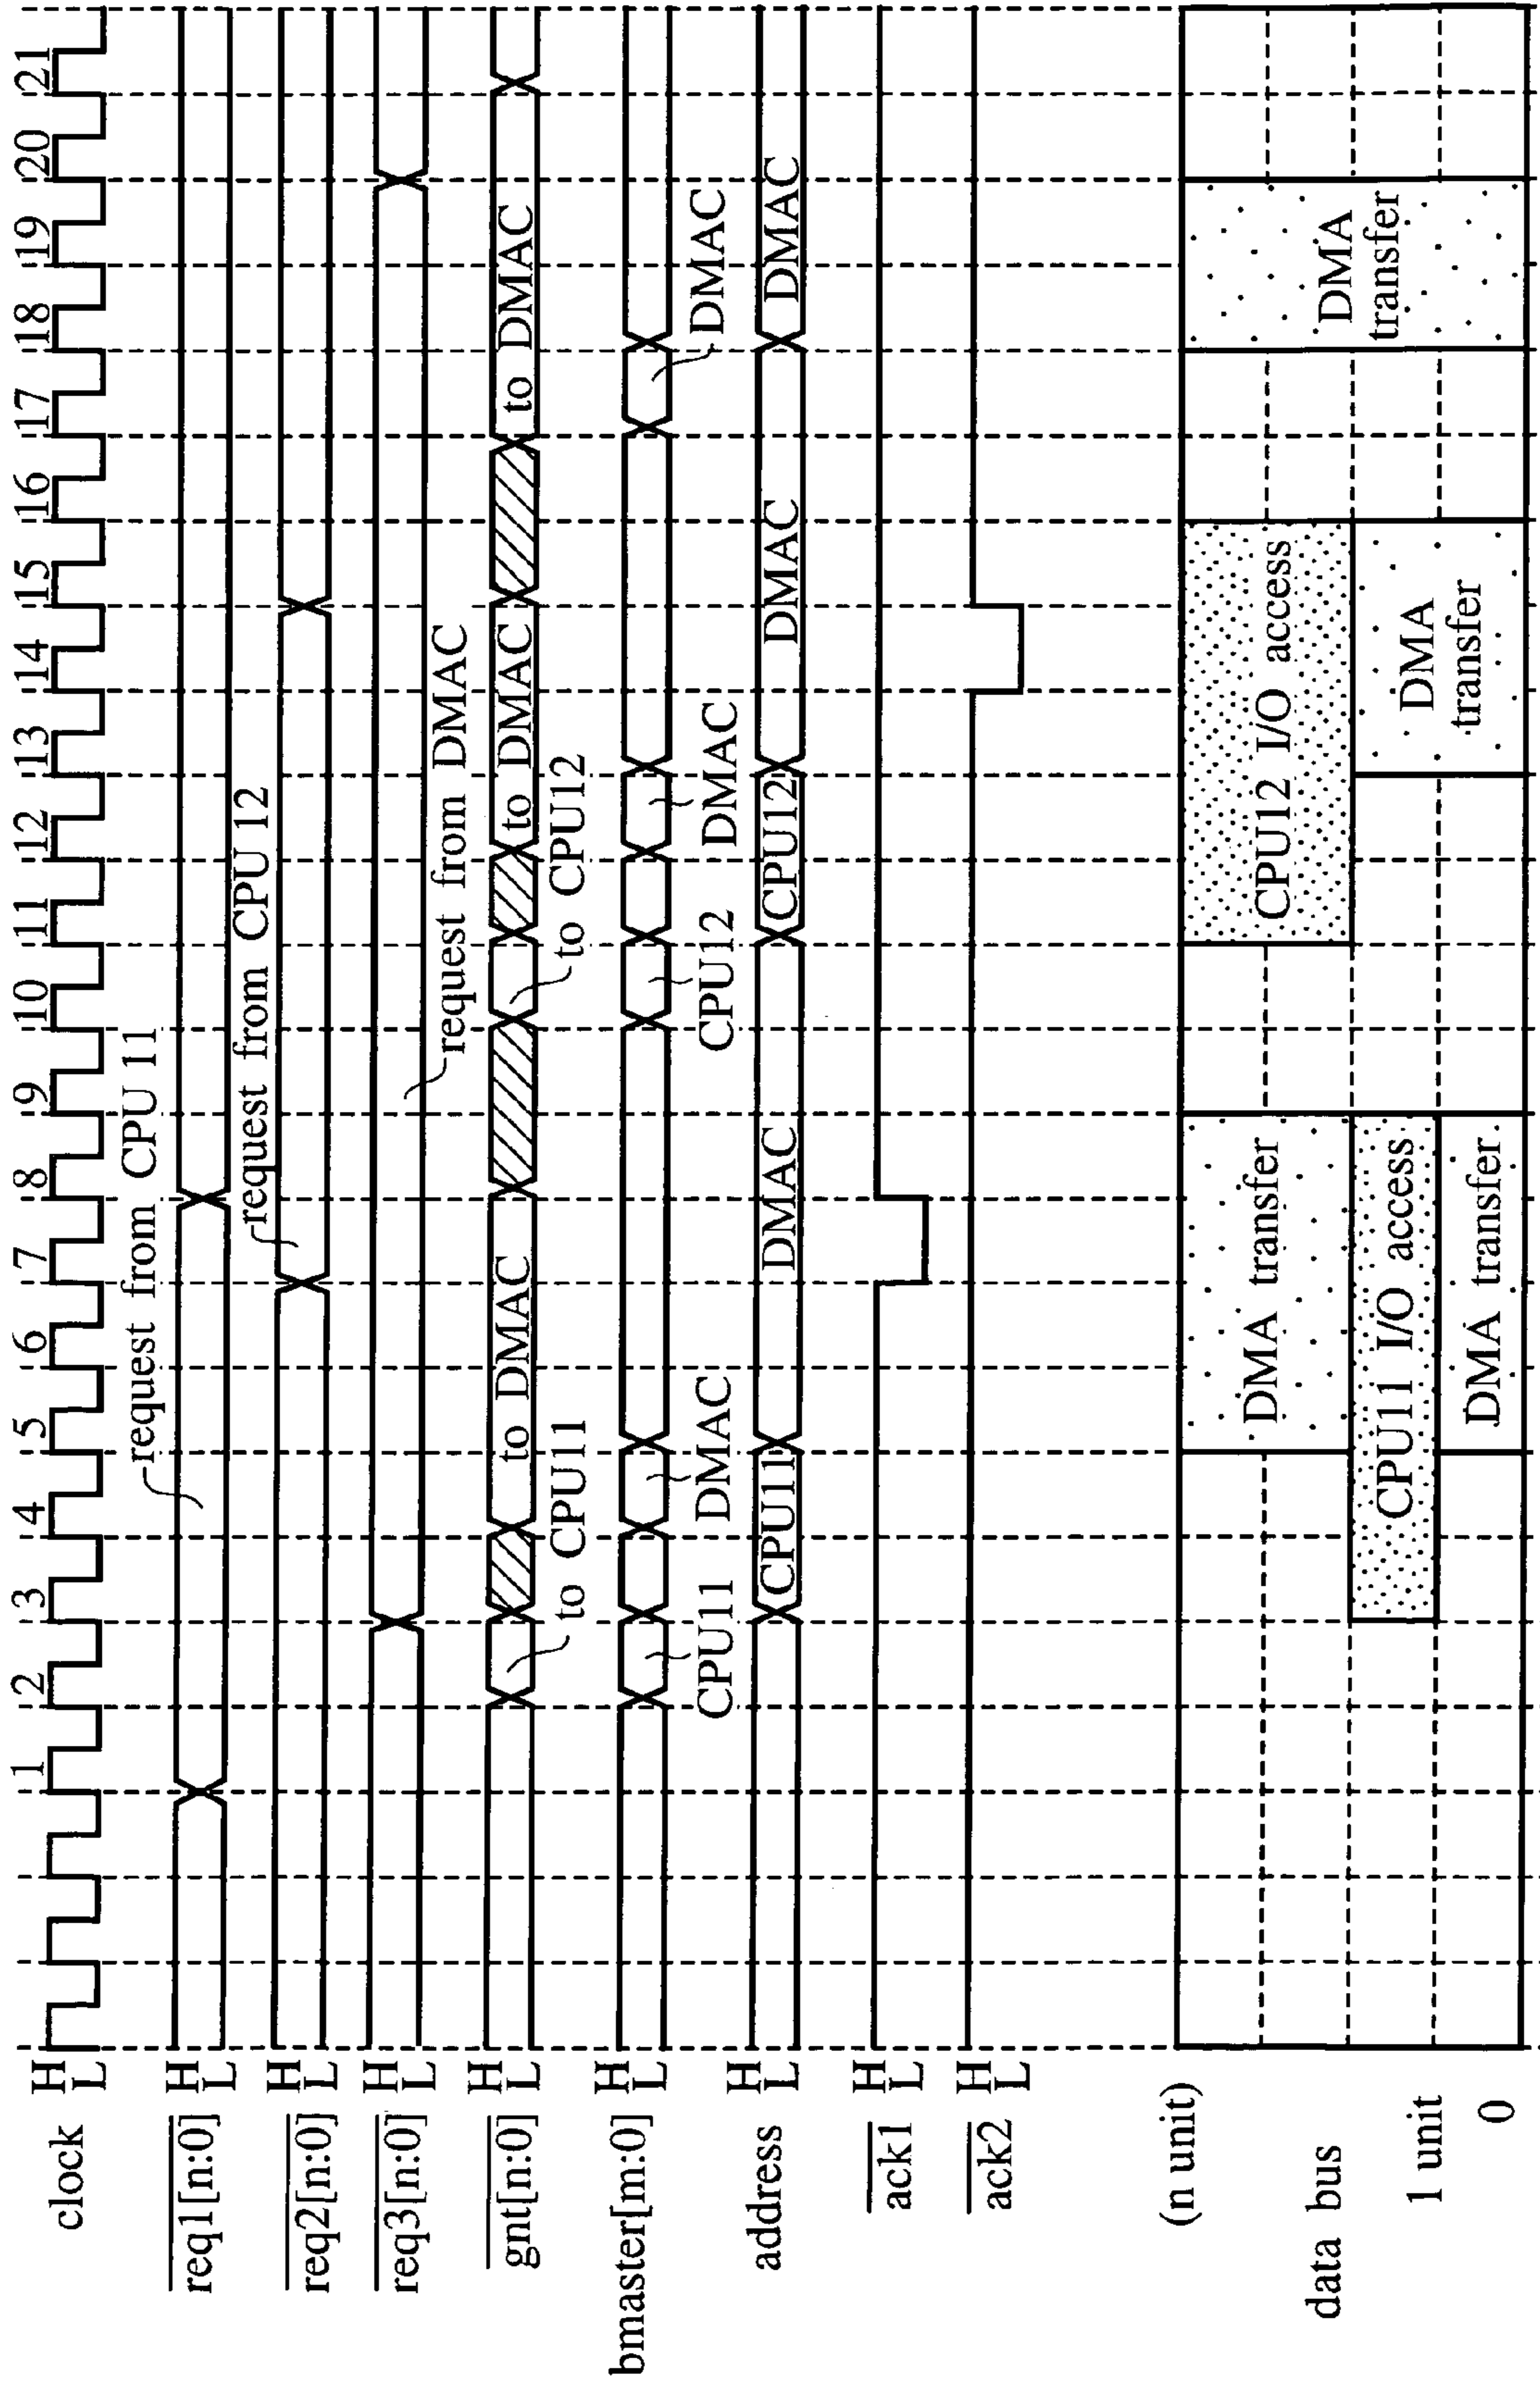 clock
H
L
1 2 3 4 5 6 7 8 9 10 11 12 13 14 15 16 17 18 19 20 21
req1[n:0]
H
L
request from CPU 11
req2[n:0]
H
L
request from CPU 12
req3[n:0]
H
L
request from DMAC
gnt[n:0]
H
L
to DMAC
to DMAC
to DMAC
to CPU11
to CPU12
bmaster[m:0]
H
L
CPU11
DMAC
CPU12
DMAC
DMAC
address
H
L
CPU11
DMAC
CPU12
DMAC
DMAC
ack1
H
L
ack2
H
L
(n unit)
data bus
1 unit
0
DMA transfer
CPU11 I/O access
DMA transfer
CPU12 I/O access
DMA
transfer
DMA
transfer